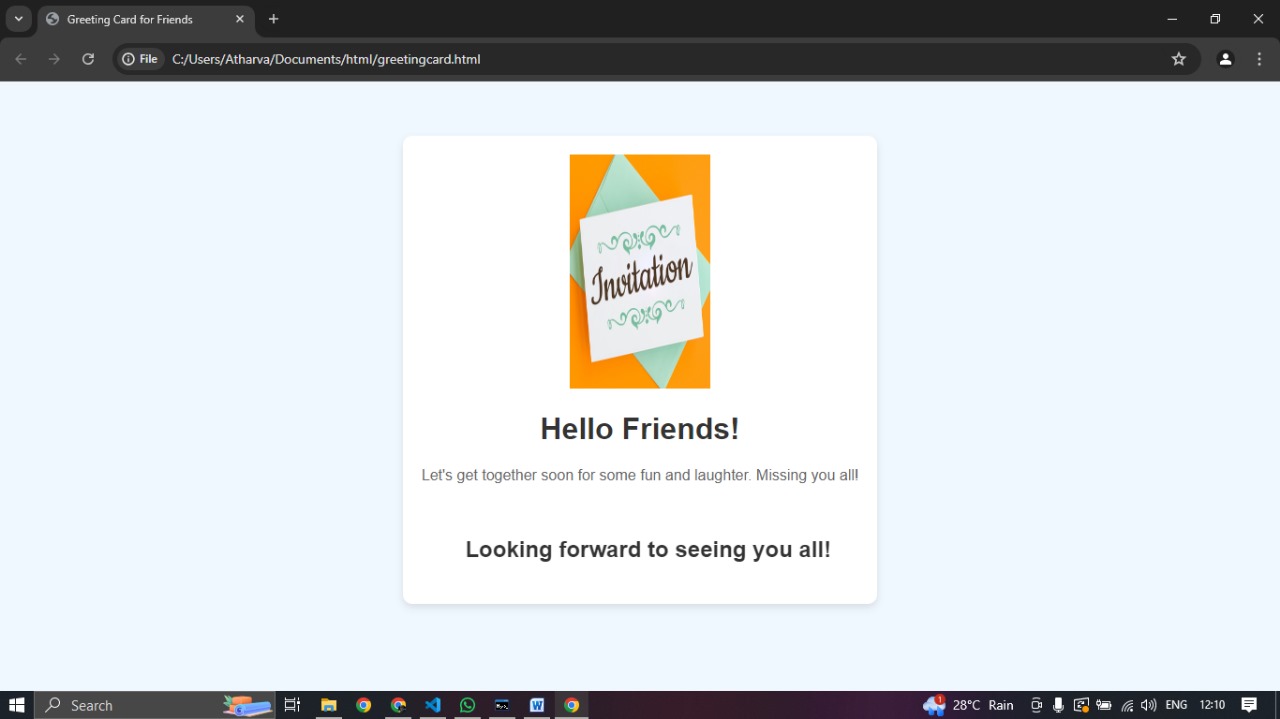 Greeting Card for Friends
File
C:/Users/Atharva/Documents/html/greetingcard.html
Invitation
Hello Friends!
Let's get together soon for some fun and laughter. Missing you all!
Looking forward to seeing you all!
Search
1
28°C Rain
ENG
12:10